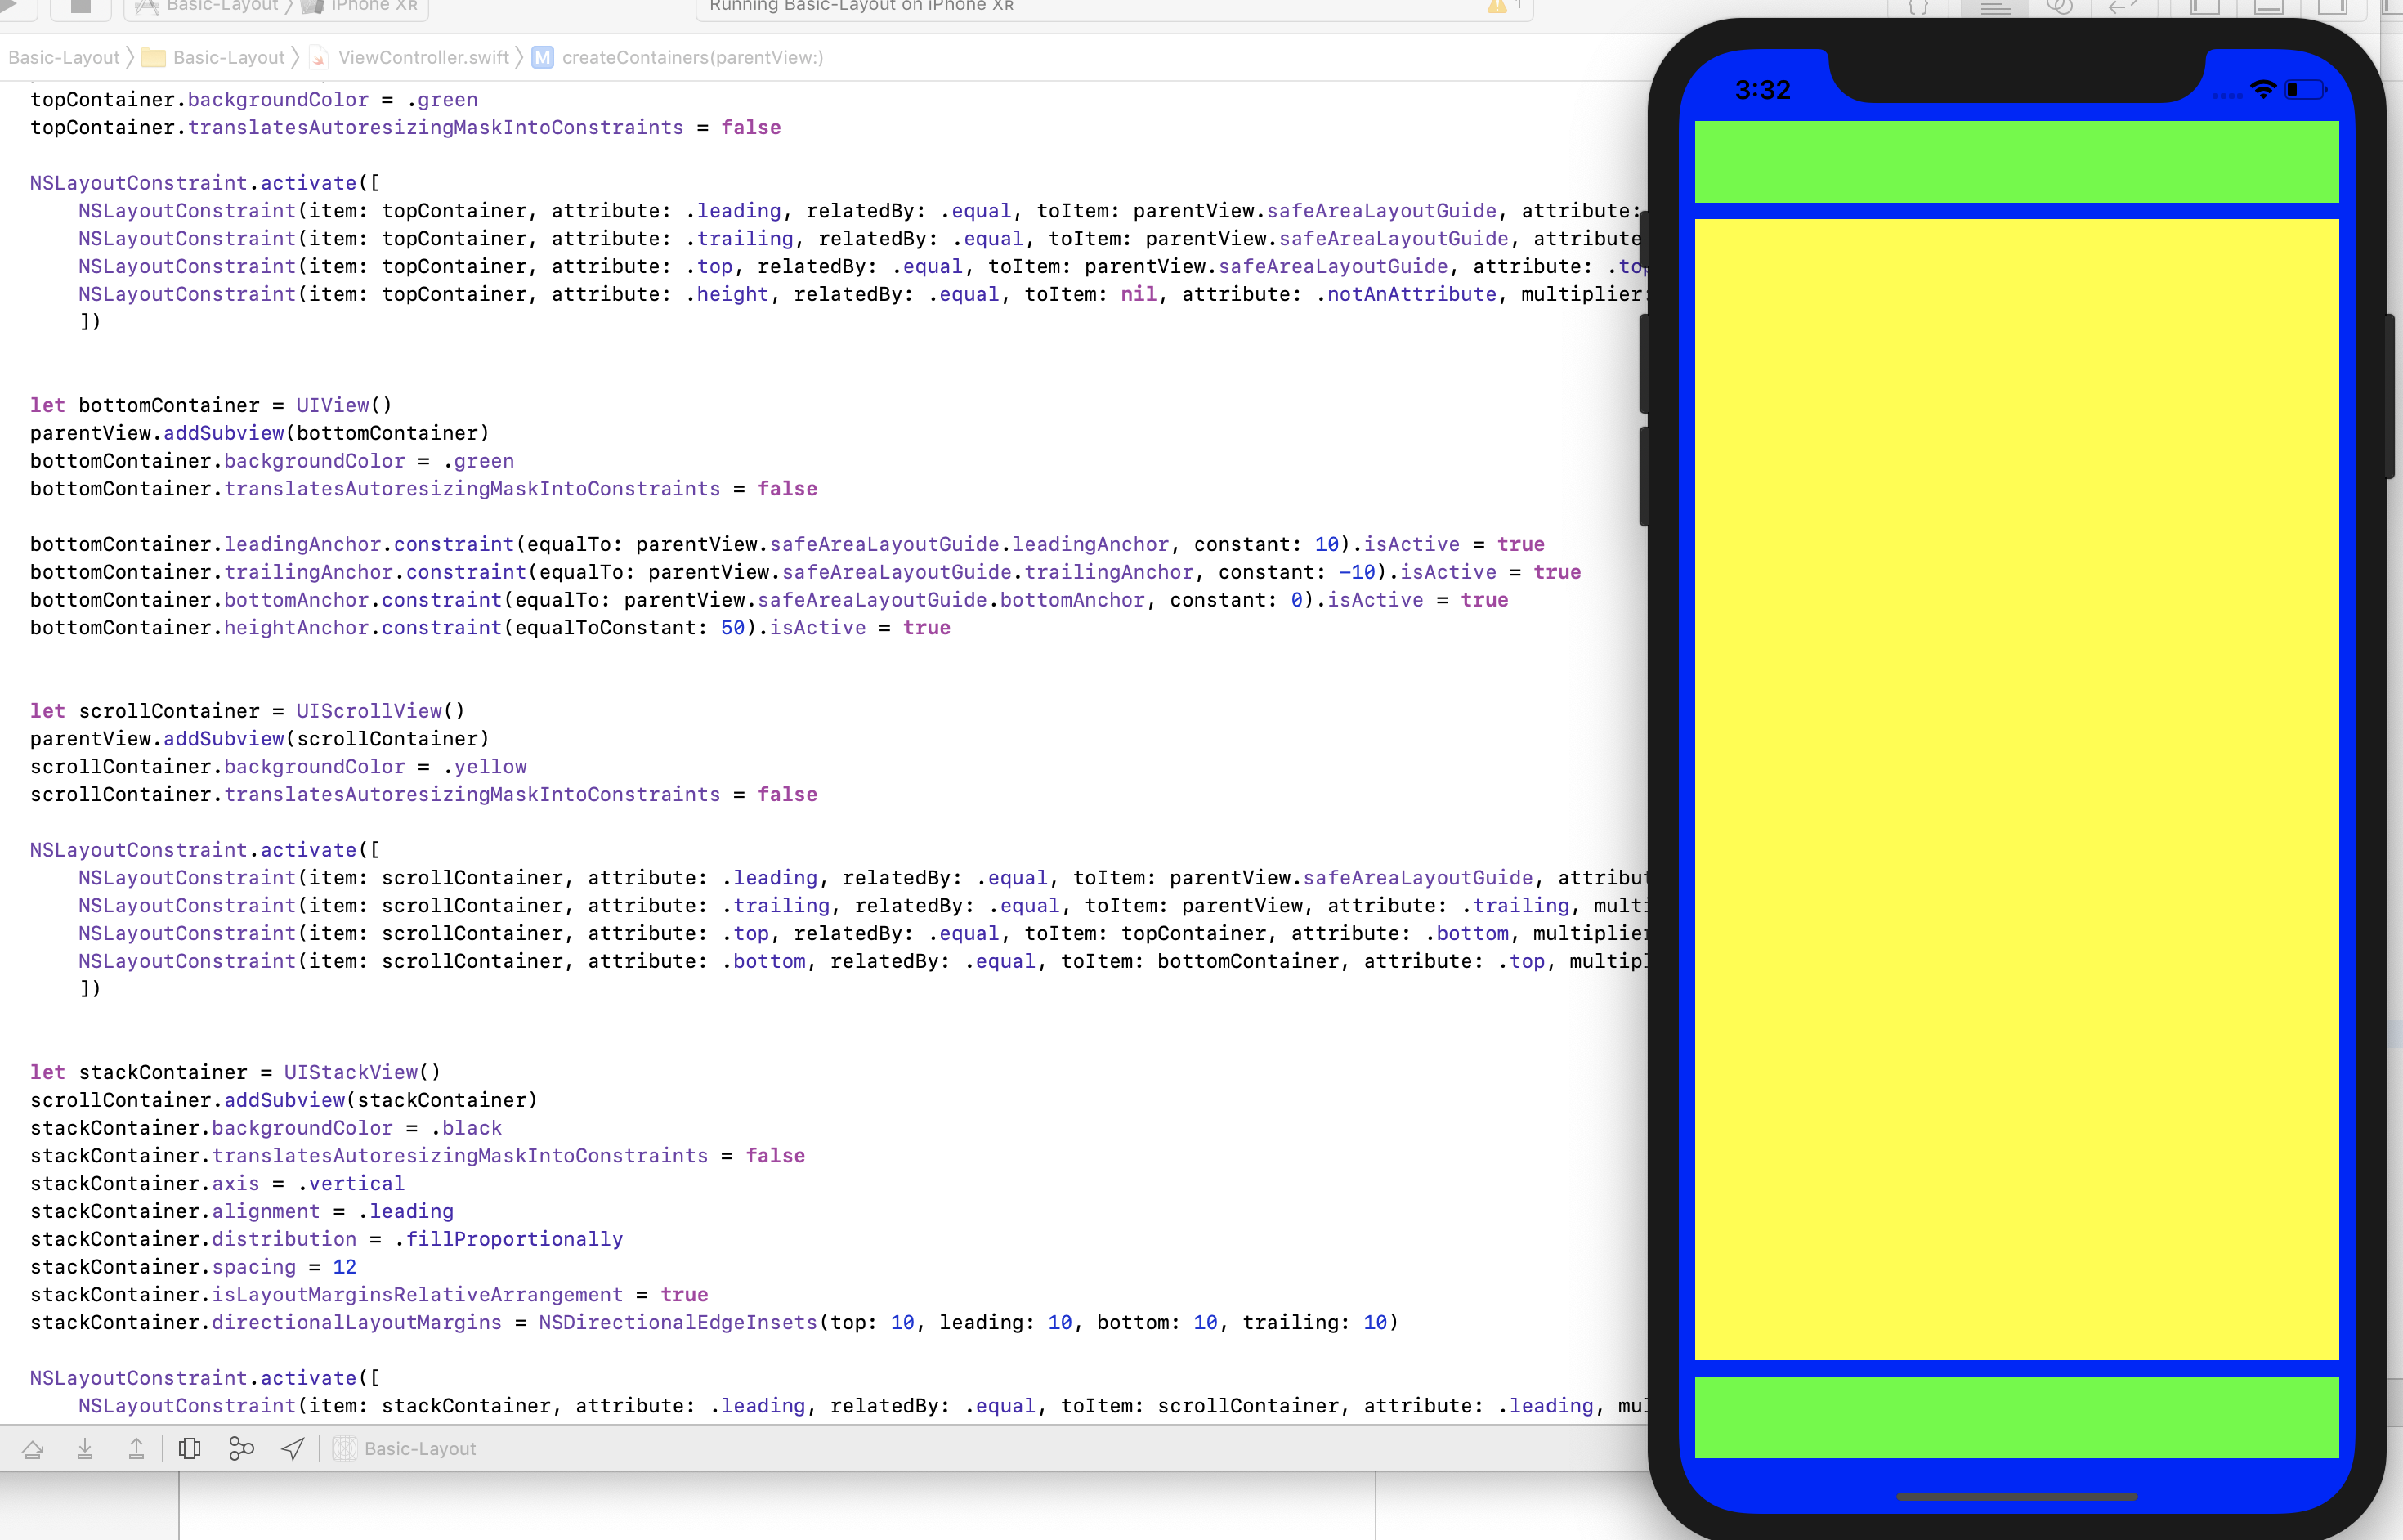 Basic-Layout 〉 iPhone XR
Running Basic-Layout on iPhone XR
1
Basic-Layout 〉 Basic-Layout 〉 ViewController.swift 〉 M createContainers(parentView:)
topContainer.backgroundColor = .green
topContainer.translatesAutoresizingMaskIntoConstraints = false
NSLayoutConstraint.activate([
NSLayoutConstraint(item: topContainer, attribute: .leading, relatedBy: .equal, toItem: parentView.safeAreaLayoutGuide, attribute:
NSLayoutConstraint(item: topContainer, attribute: .trailing, relatedBy: .equal, toItem: parentView.safeAreaLayoutGuide, attribute
NSLayoutConstraint(item: topContainer, attribute: .top, relatedBy: .equal, toItem: parentView.safeAreaLayoutGuide, attribute: .top
NSLayoutConstraint(item: topContainer, attribute: .height, relatedBy: .equal, toItem: nil, attribute: .notAnAttribute, multiplier:
])
let bottomContainer = UIView()
parentView.addSubview(bottomContainer)
bottomContainer.backgroundColor = .green
bottomContainer.translatesAutoresizingMaskIntoConstraints = false
bottomContainer.leadingAnchor.constraint(equalTo: parentView.safeAreaLayoutGuide.leadingAnchor, constant: 10).isActive = true
bottomContainer.trailingAnchor.constraint(equalTo: parentView.safeAreaLayoutGuide.trailingAnchor, constant: -10).isActive = true
bottomContainer.bottomAnchor.constraint(equalTo: parentView.safeAreaLayoutGuide.bottomAnchor, constant: 0).isActive = true
bottomContainer.heightAnchor.constraint(equalToConstant: 50).isActive = true
let scrollContainer = UIScrollView()
parentView.addSubview(scrollContainer)
scrollContainer.backgroundColor = .yellow
scrollContainer.translatesAutoresizingMaskIntoConstraints = false
NSLayoutConstraint.activate([
NSLayoutConstraint(item: scrollContainer, attribute: .leading, relatedBy: .equal, toItem: parentView.safeAreaLayoutGuide, attribut
NSLayoutConstraint(item: scrollContainer, attribute: .trailing, relatedBy: .equal, toItem: parentView, attribute: .trailing, multi
NSLayoutConstraint(item: scrollContainer, attribute: .top, relatedBy: .equal, toItem: topContainer, attribute: .bottom, multiplier
NSLayoutConstraint(item: scrollContainer, attribute: .bottom, relatedBy: .equal, toItem: bottomContainer, attribute: .top, multipl
])
let stackContainer = UIStackView()
scrollContainer.addSubview(stackContainer)
stackContainer.backgroundColor = .black
stackContainer.translatesAutoresizingMaskIntoConstraints = false
stackContainer.axis = .vertical
stackContainer.alignment = .leading
stackContainer.distribution = .fillProportionally
stackContainer.spacing = 12
stackContainer.isLayoutMarginsRelativeArrangement = true
stackContainer.directionalLayoutMargins = NSDirectionalEdgeInsets(top: 10, leading: 10, bottom: 10, trailing: 10)
NSLayoutConstraint.activate([
NSLayoutConstraint(item: stackContainer, attribute: .leading, relatedBy: .equal, toItem: scrollContainer, attribute: .leading, mul
Basic-Layout
3:32